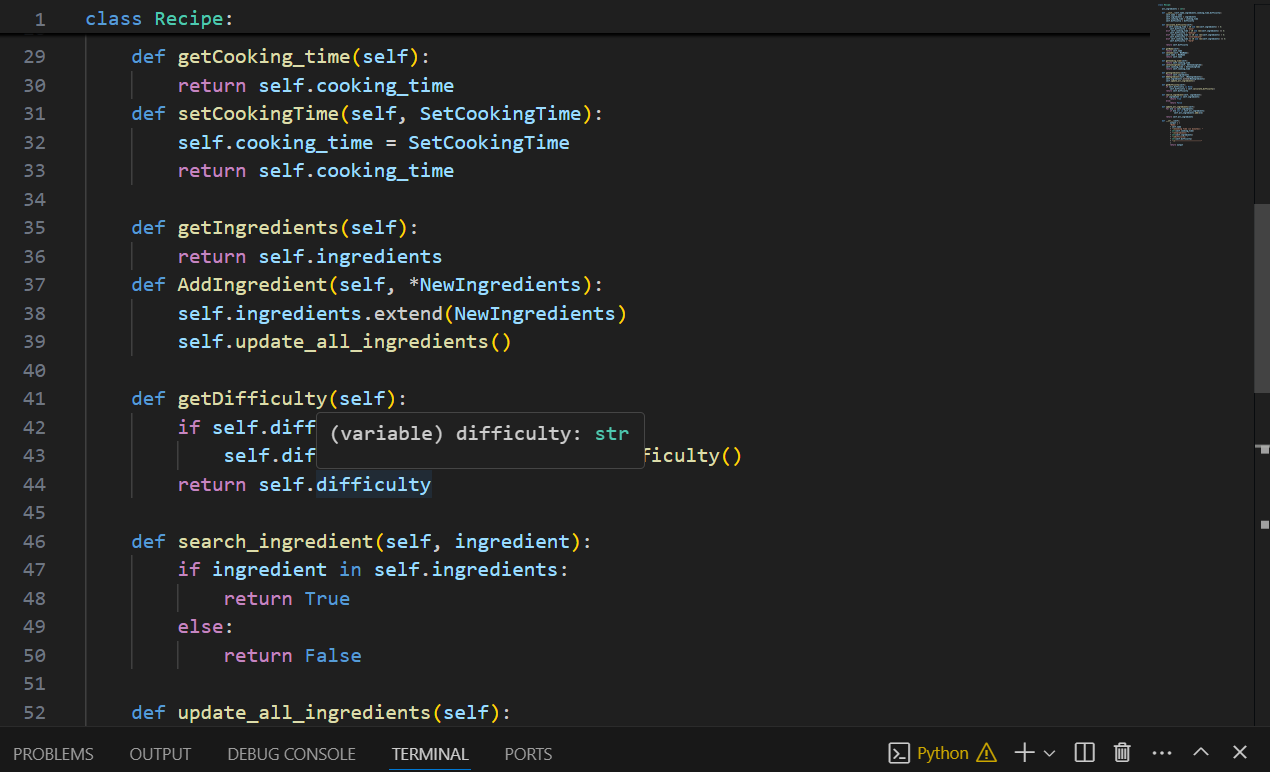 1 class Recipe:
29 def getCooking_time(self):
30 return self.cooking_time
31 def setCookingTime(self, SetCookingTime):
32 self.cooking_time = SetCookingTime
33 return self.cooking_time
34
35 def getIngredients(self):
36 return self.ingredients
37 def AddIngredient(self, *NewIngredients):
38 self.ingredients.extend(NewIngredients)
39 self.update_all_ingredients()
40
41 def getDifficulty(self):
42 if self.diff
(variable) difficulty: str
43 self.dif ficulty()
44 return self.difficulty
45
46 def search_ingredient(self, ingredient):
47 if ingredient in self.ingredients:
48 return True
49 else:
50 return False
51
52 def update_all_ingredients(self):
PROBLEMS OUTPUT DEBUG CONSOLE TERMINAL PORTS Python